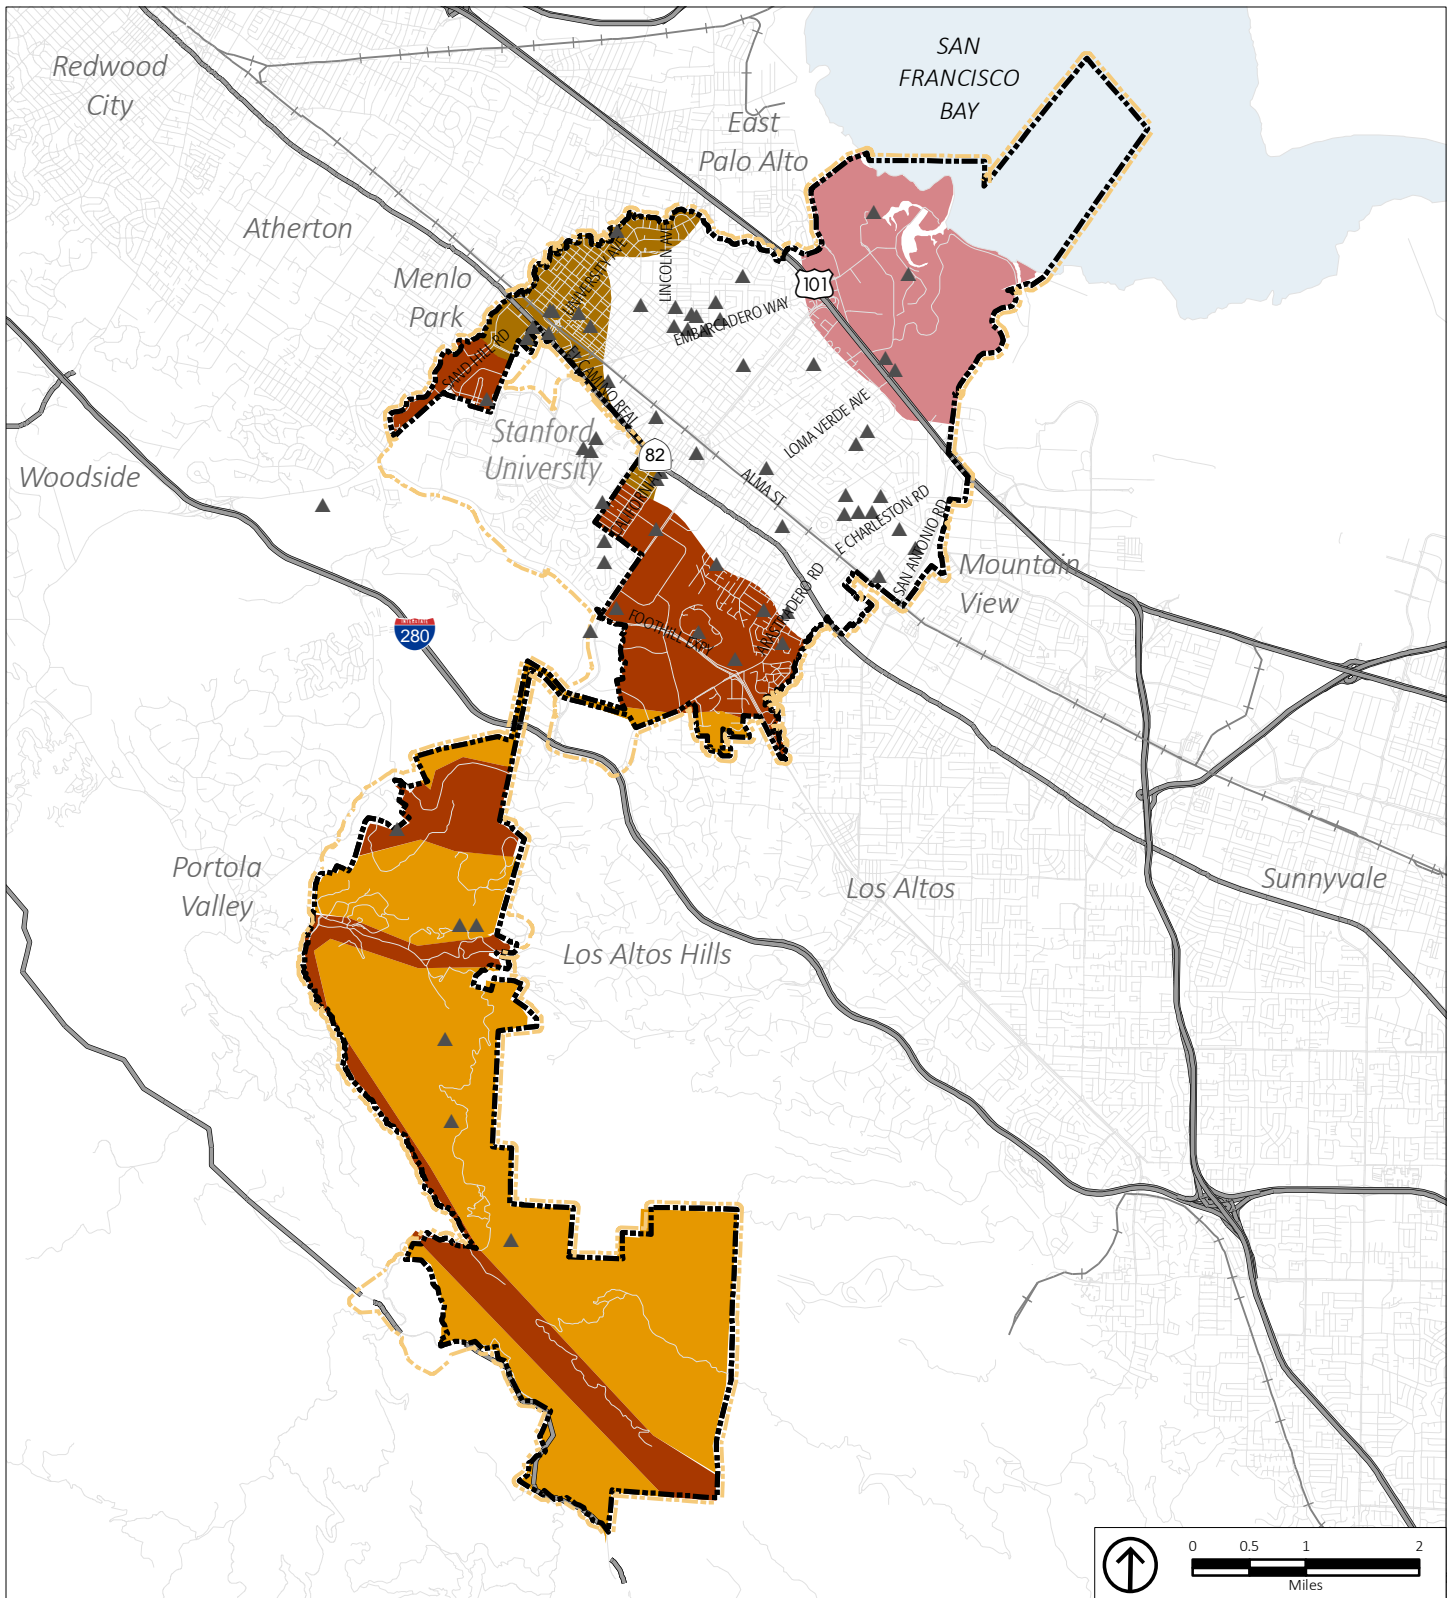 SAN
FRANCISCO
BAY
Redwood
City
East
Palo Alto
Atherton
Menlo
Park
UNIVERSITY AVE
LINCOLN AVE
101
EMBARCADERO WAY
SAND HILL RD
EL CAMINO REAL
LOMA VERDE AVE
Stanford
University
82
Woodside
ALMA ST
CALIFORNIA
E CHARLESTON RD
SAN ANTONIO RD
Mountain
View
ARASTRADERO RD
FOOTHILL EXPY
INTERSTATE
280
Portola
Valley
Los Altos
Sunnyvale
Los Altos Hills
0 0.5 1 2
Miles